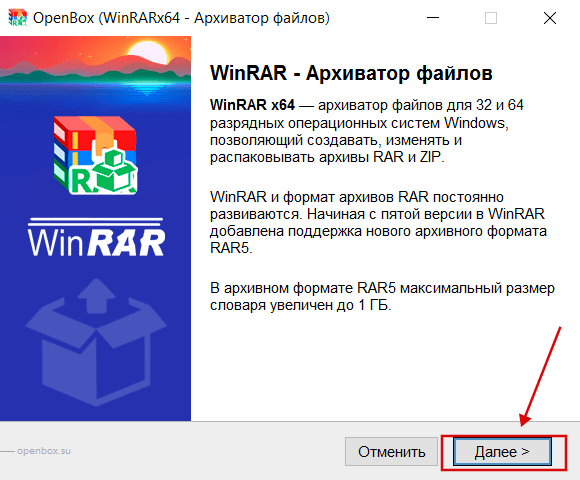 OpenBox (WinRARx64 - Архиватор файлов)
WinRAR - Архиватор файлов
WinRAR x64 — архиватор файлов для 32 и 64
разрядных операционных систем Windows,
позволяющий создавать, изменять и
распаковывать архивы RAR и ZIP.
R.
WinRAR и формат архивов RAR постоянно
развиваются. Начиная с пятой версии в WinRAR
добавлена поддержка нового архивного формата
RAR5.
WinRAR
В архивном формате RAR5 максимальный размер
словаря увеличен до 1 ГБ.
openbox.su
Отменить
Далее >